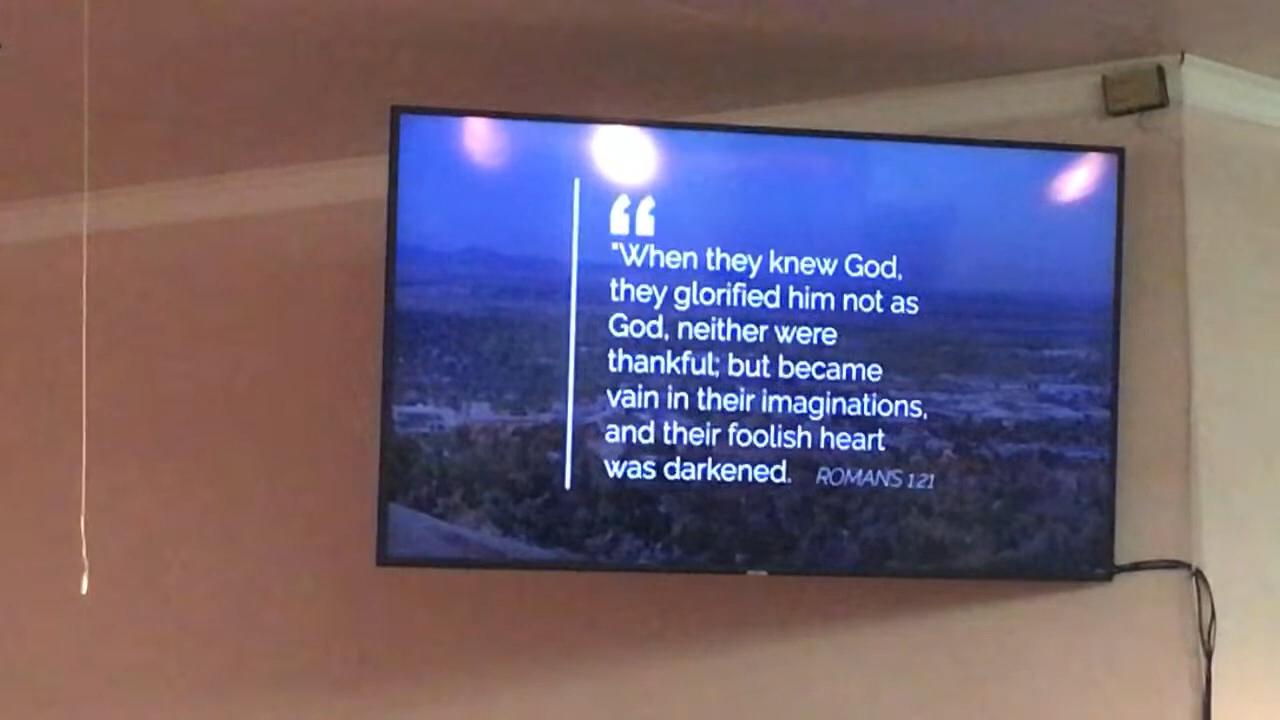 “
"When they knew God,
they glorified him not as
God, neither were
thankful; but became
vain in their imaginations,
and their foolish heart
was darkened. ROMANS 1:21